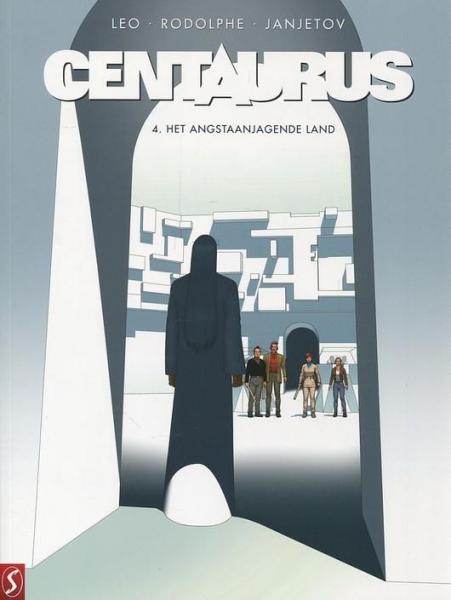 LEO · RODOLPHE · JANJETOV
CENTAURUS
4. HET ANGSTAANJAGENDE LAND
S